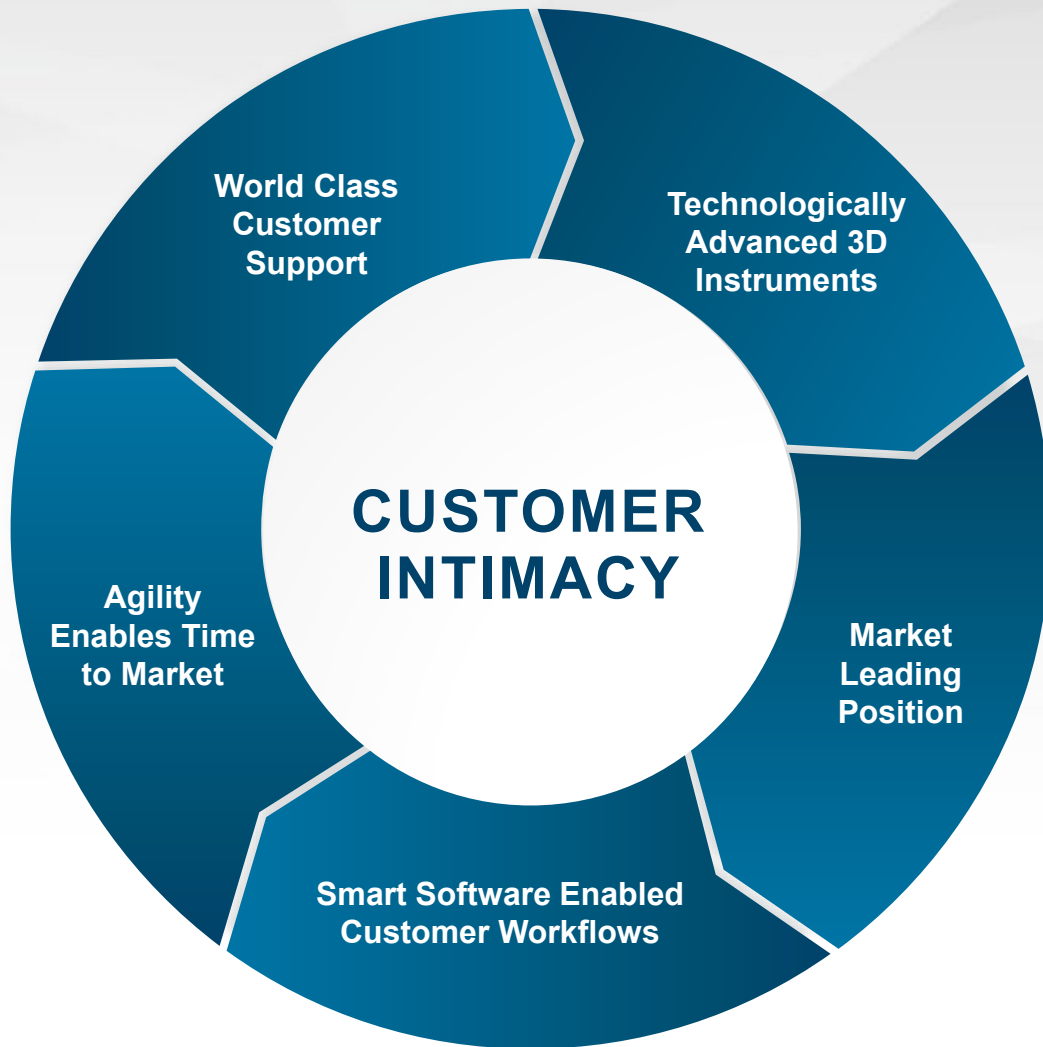 World Class
Customer
Support
Technologically
Advanced 3D
Instruments
CUSTOMER
INTIMACY
Agility
Enables Time
to Market
Market
Leading
Position
Smart Software Enabled
Customer Workflows